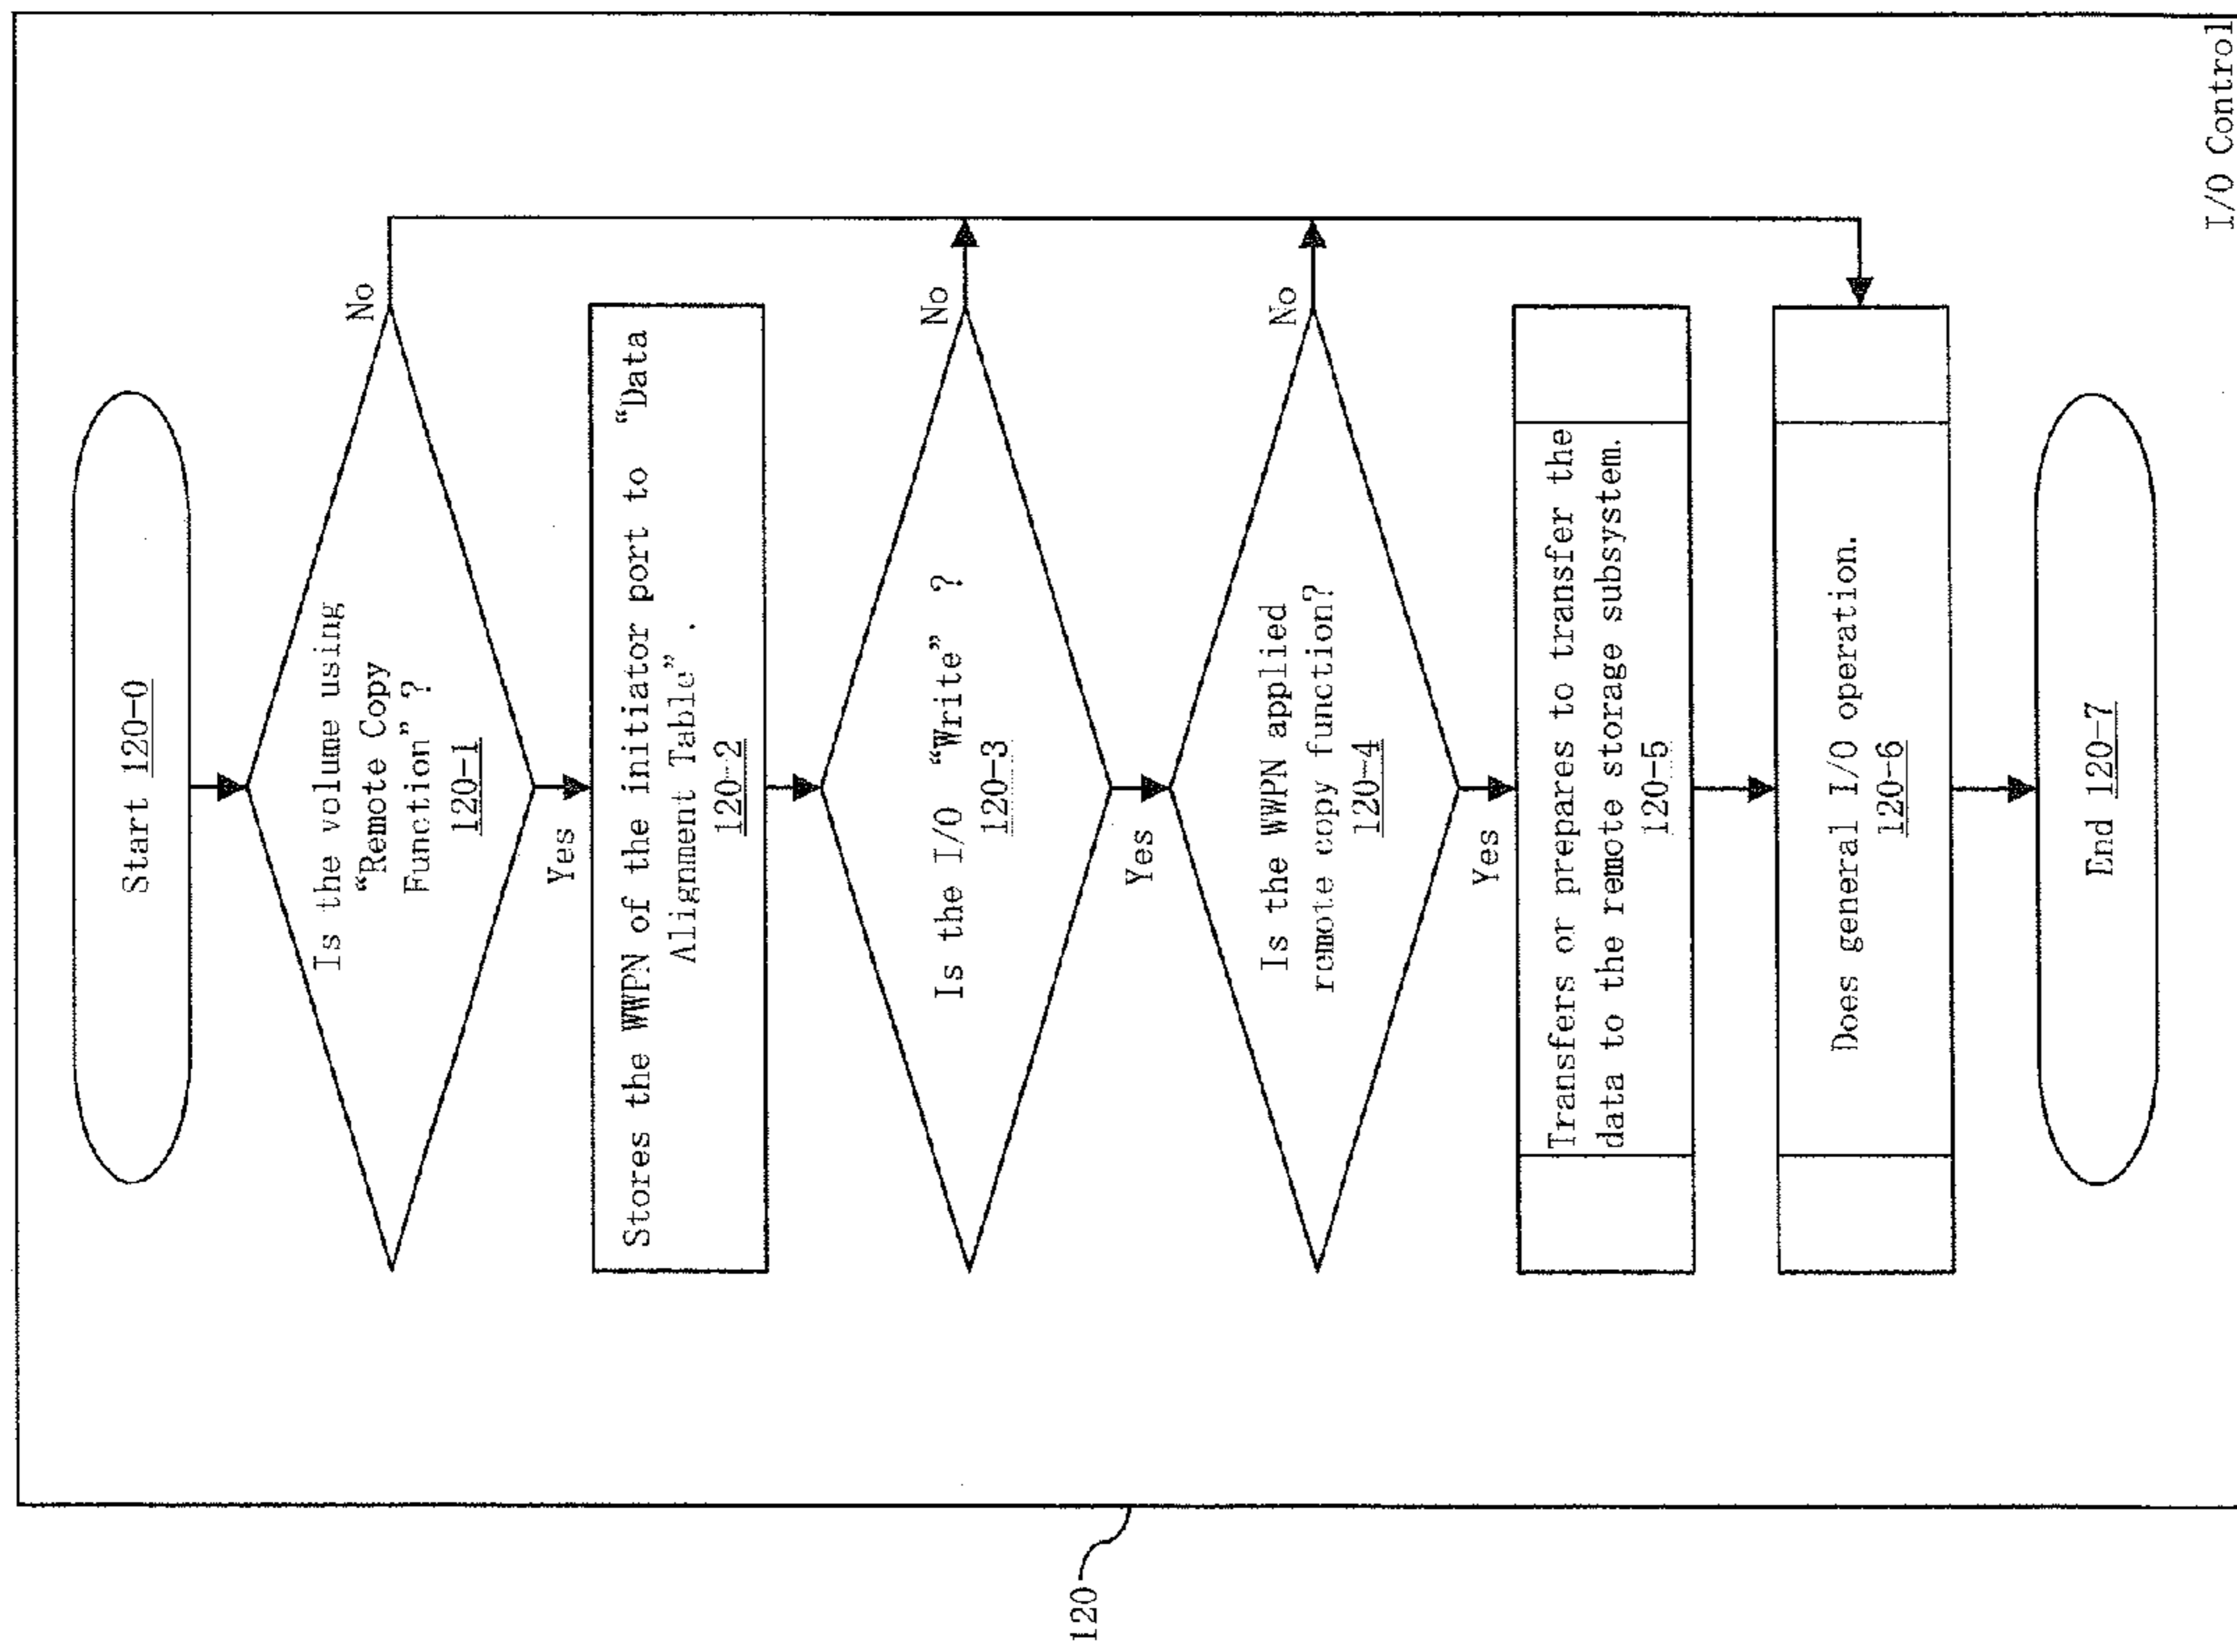 Start 120-0
Is the volume using
“Remote Copy
Function” ?
120-1
No
Yes
Stores the WWPN of the initiator port to “Data
Alignment Table”.
120-2
Is the I/O “Write” ?
120-3
No
Yes
Is the WWPN applied
remote copy function?
120-4
No
Yes
Transfers or prepares to transfer the
data to the remote storage subsystem.
120-5
Does general I/O operation.
120-6
End 120-7
I/O Control
120